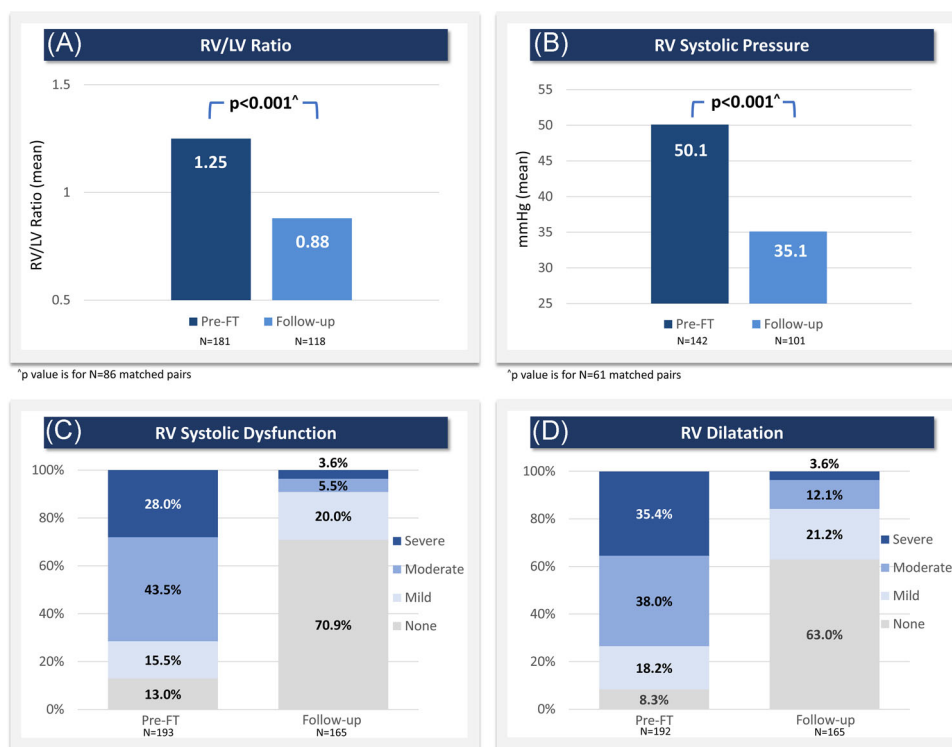 (A) RV/LV Ratio
1.5
1
0.5
RV/LV Ratio (mean)
p<0.001^
1.25
0.88
Pre-FT Follow-up
N=181 N=118
^p value is for N=86 matched pairs
(B) RV Systolic Pressure
55
50
45
40
35
30
25
mmHg (mean)
p<0.001^
50.1
35.1
Pre-FT Follow-up
N=142 N=101
^p value is for N=61 matched pairs
(C) RV Systolic Dysfunction
100%
80%
60%
40%
20%
0%
28.0%
43.5%
15.5%
13.0%
3.6%
5.5%
20.0%
70.9%
Severe
Moderate
Mild
None
Pre-FT Follow-up
N=193 N=165
(D) RV Dilatation
100%
80%
60%
40%
20%
0%
35.4%
38.0%
18.2%
8.3%
3.6%
12.1%
21.2%
63.0%
Severe
Moderate
Mild
None
Pre-FT Follow-up
N=192 N=165